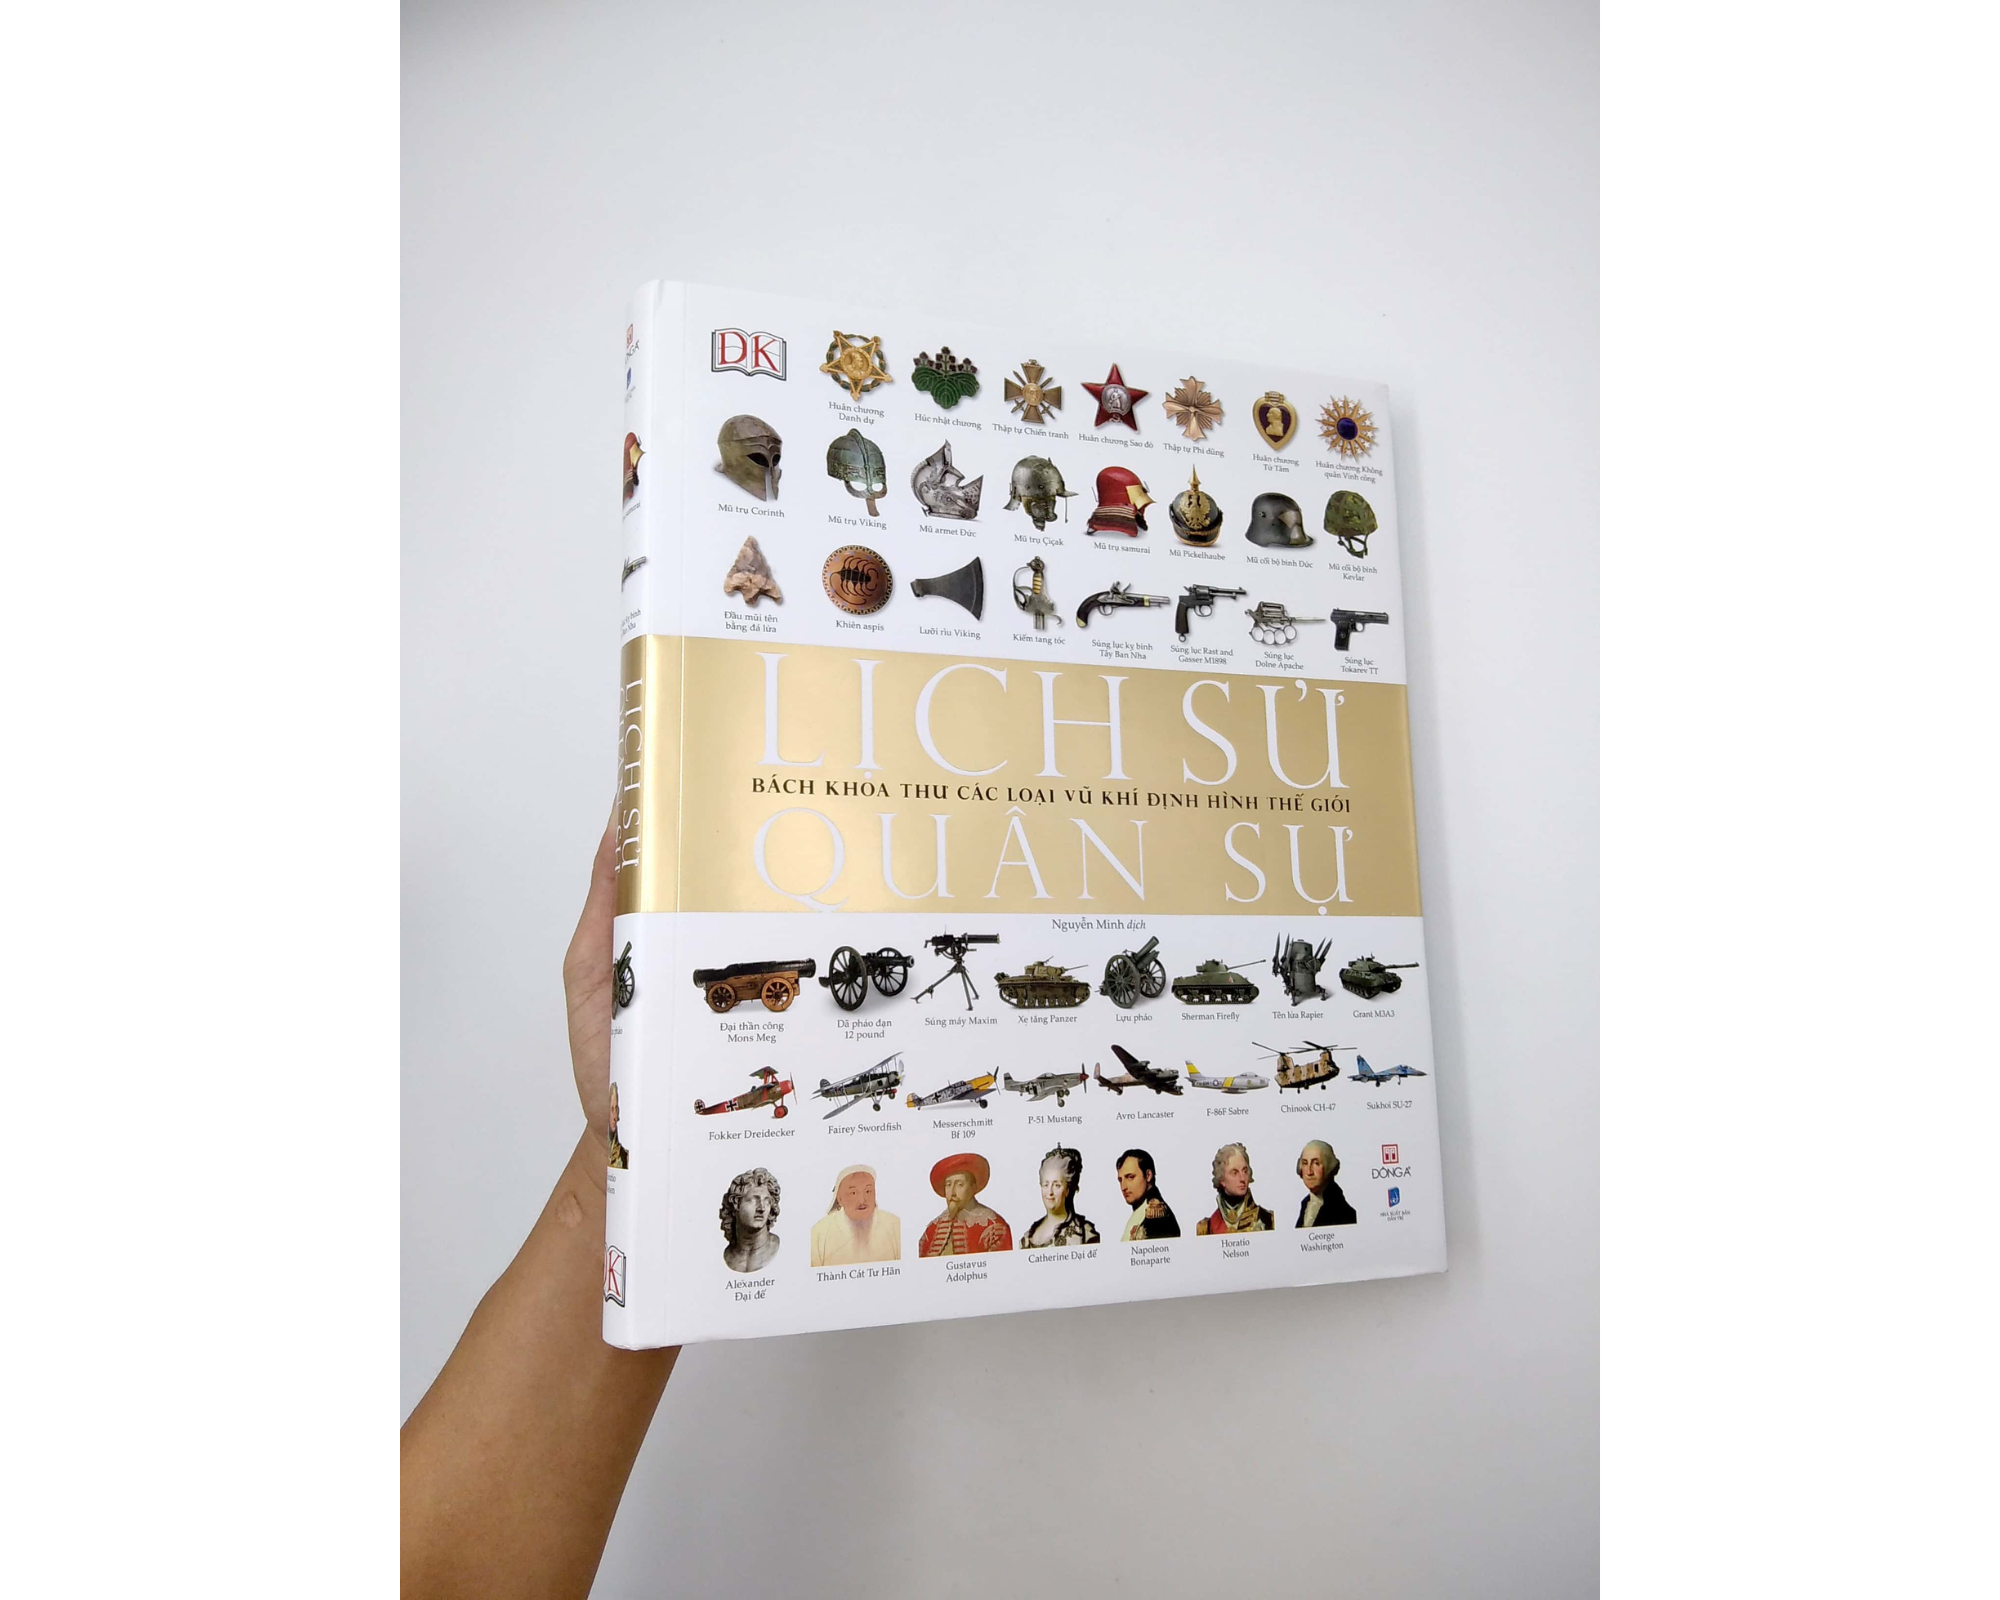 DK
Huân chương
Danh dự
Húc nhật chương
Thập tự Chiến tranh
Huân chương Sao đỏ
Thập tự Phi dũng
Huân chương
Tử Tâm
Huân chương Không
quân Vinh công
Mũ trụ Corinth
Mũ trụ Viking
Mũ armet Đức
Mũ trụ Çiçak
Mũ trụ samurai
Mũ Pickelhaube
Mũ cối bộ binh Đức
Mũ cối bộ binh
Kevlar
Đầu mũi tên
bằng đá lửa
Khiên aspis
Lưỡi rìu Viking
Kiếm tang tóc
Súng lục kỵ binh
Tây Ban Nha
Súng lục Rast and
Gasser M1898
Súng lục
Dolne Apache
Súng lục
Tokarev TT
LỊCH SỬ
BÁCH KHOA THƯ CÁC LOẠI VŨ KHÍ ĐỊNH HÌNH THẾ GIỚI
QUÂN SỰ
Nguyễn Minh dịch
Đại thần công
Mons Meg
Dã pháo đạn
12 pound
Súng máy Maxim
Xe tăng Panzer
Lựu pháo
Sherman Firefly
Tên lửa Rapier
Grant M3A3
Fokker Dreidecker
Fairey Swordfish
Messerschmitt
Bf 109
P-51 Mustang
Avro Lancaster
F-86F Sabre
Chinook CH-47
Sukhoi SU-27
Alexander
Đại đế
Thành Cát Tư Hãn
Gustavus
Adolphus
Catherine Đại đế
Napoleon
Bonaparte
Horatio
Nelson
George
Washington
ĐÔNG A
NHÀ XUẤT BẢN
DÂN TRÍ
LỊCH SỬ
QUÂN SỰ
DK